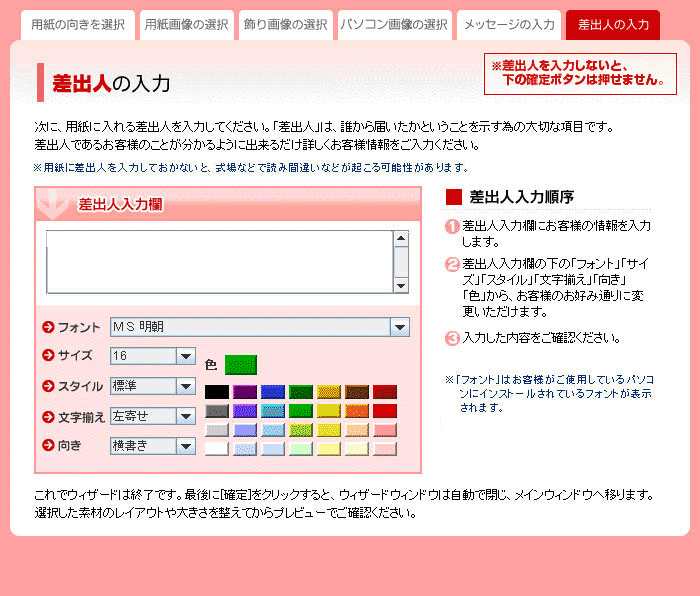 用紙の向きを選択
用紙画像の選択
飾り画像の選択
パソコン画像の選択
メッセージの入力
差出人の入力
差出人の入力
※差出人を入力しないと、
下の確定ボタンは押せません。
次に、用紙に入れる差出人を入力してください。「差出人」は、誰から届いたかということを示す為の大切な項目です。
差出人であるお客様のことが分かるように出来るだけ詳しくお客様情報をご入力ください。
※用紙に差出人を入力しておかないと、式場などで読み間違いなどが起こる可能性があります。
差出人入力欄
フォント
MS 明朝
サイズ
16
色
スタイル
標準
文字揃え
左寄せ
向き
横書き
差出人入力順序
1 差出人入力欄にお客様の情報を入力
します。
2 差出人入力欄の下の「フォント」「サイ
ズ」「スタイル」「文字揃え」「向き」
「色」から、お客様のお好み通りに変
更いただけます。
3 入力した内容をご確認ください。
※「フォント」はお客様がご使用しているパソコ
ンにインストールされているフォントが表示
されます。
これでウィザードは終了です。最後に[確定]をクリックすると、ウィザードウィンドウは自動で閉じ、メインウィンドウへ移ります。
選択した素材のレイアウトや大きさを整えてからプレビューでご確認ください。